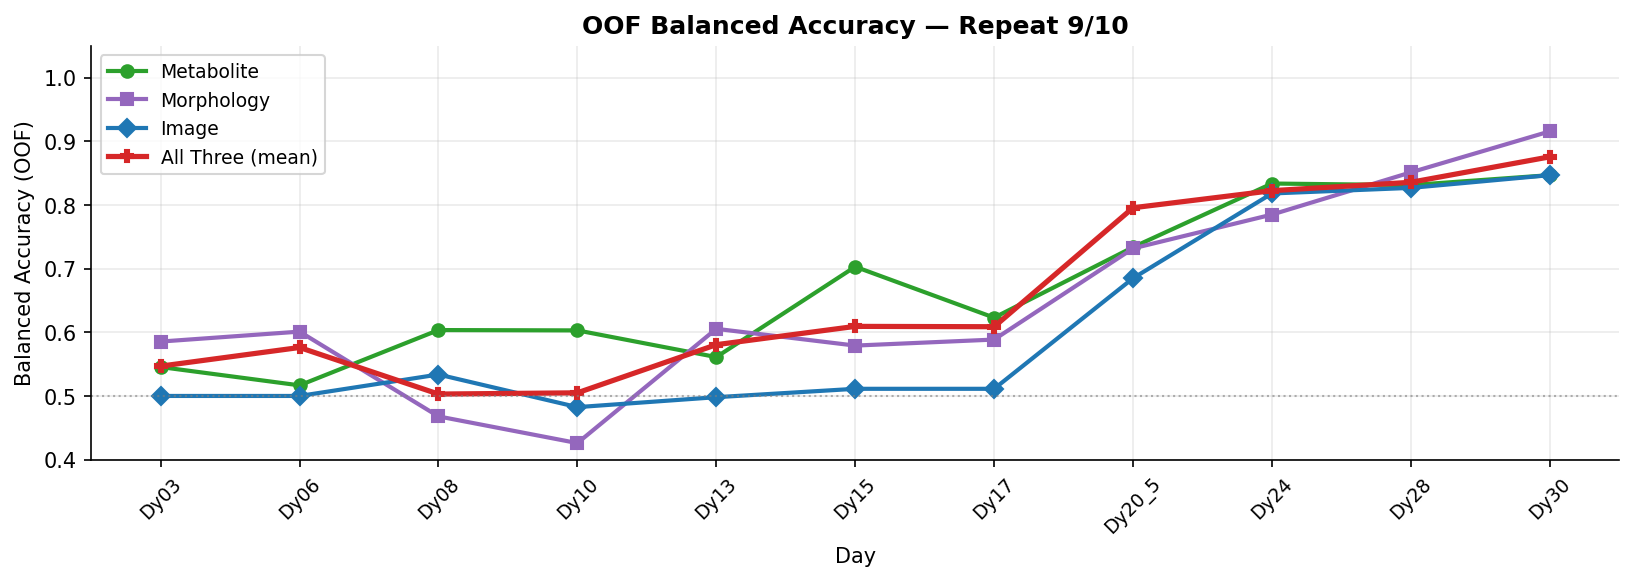 OOF Balanced Accuracy — Repeat 9/10
Metabolite
Morphology
Image
All Three (mean)
Balanced Accuracy (OOF)
1.0
0.9
0.8
0.7
0.6
0.5
0.4
Dy03
Dy06
Dy08
Dy10
Dy13
Dy15
Dy17
Dy20_5
Dy24
Dy28
Dy30
Day